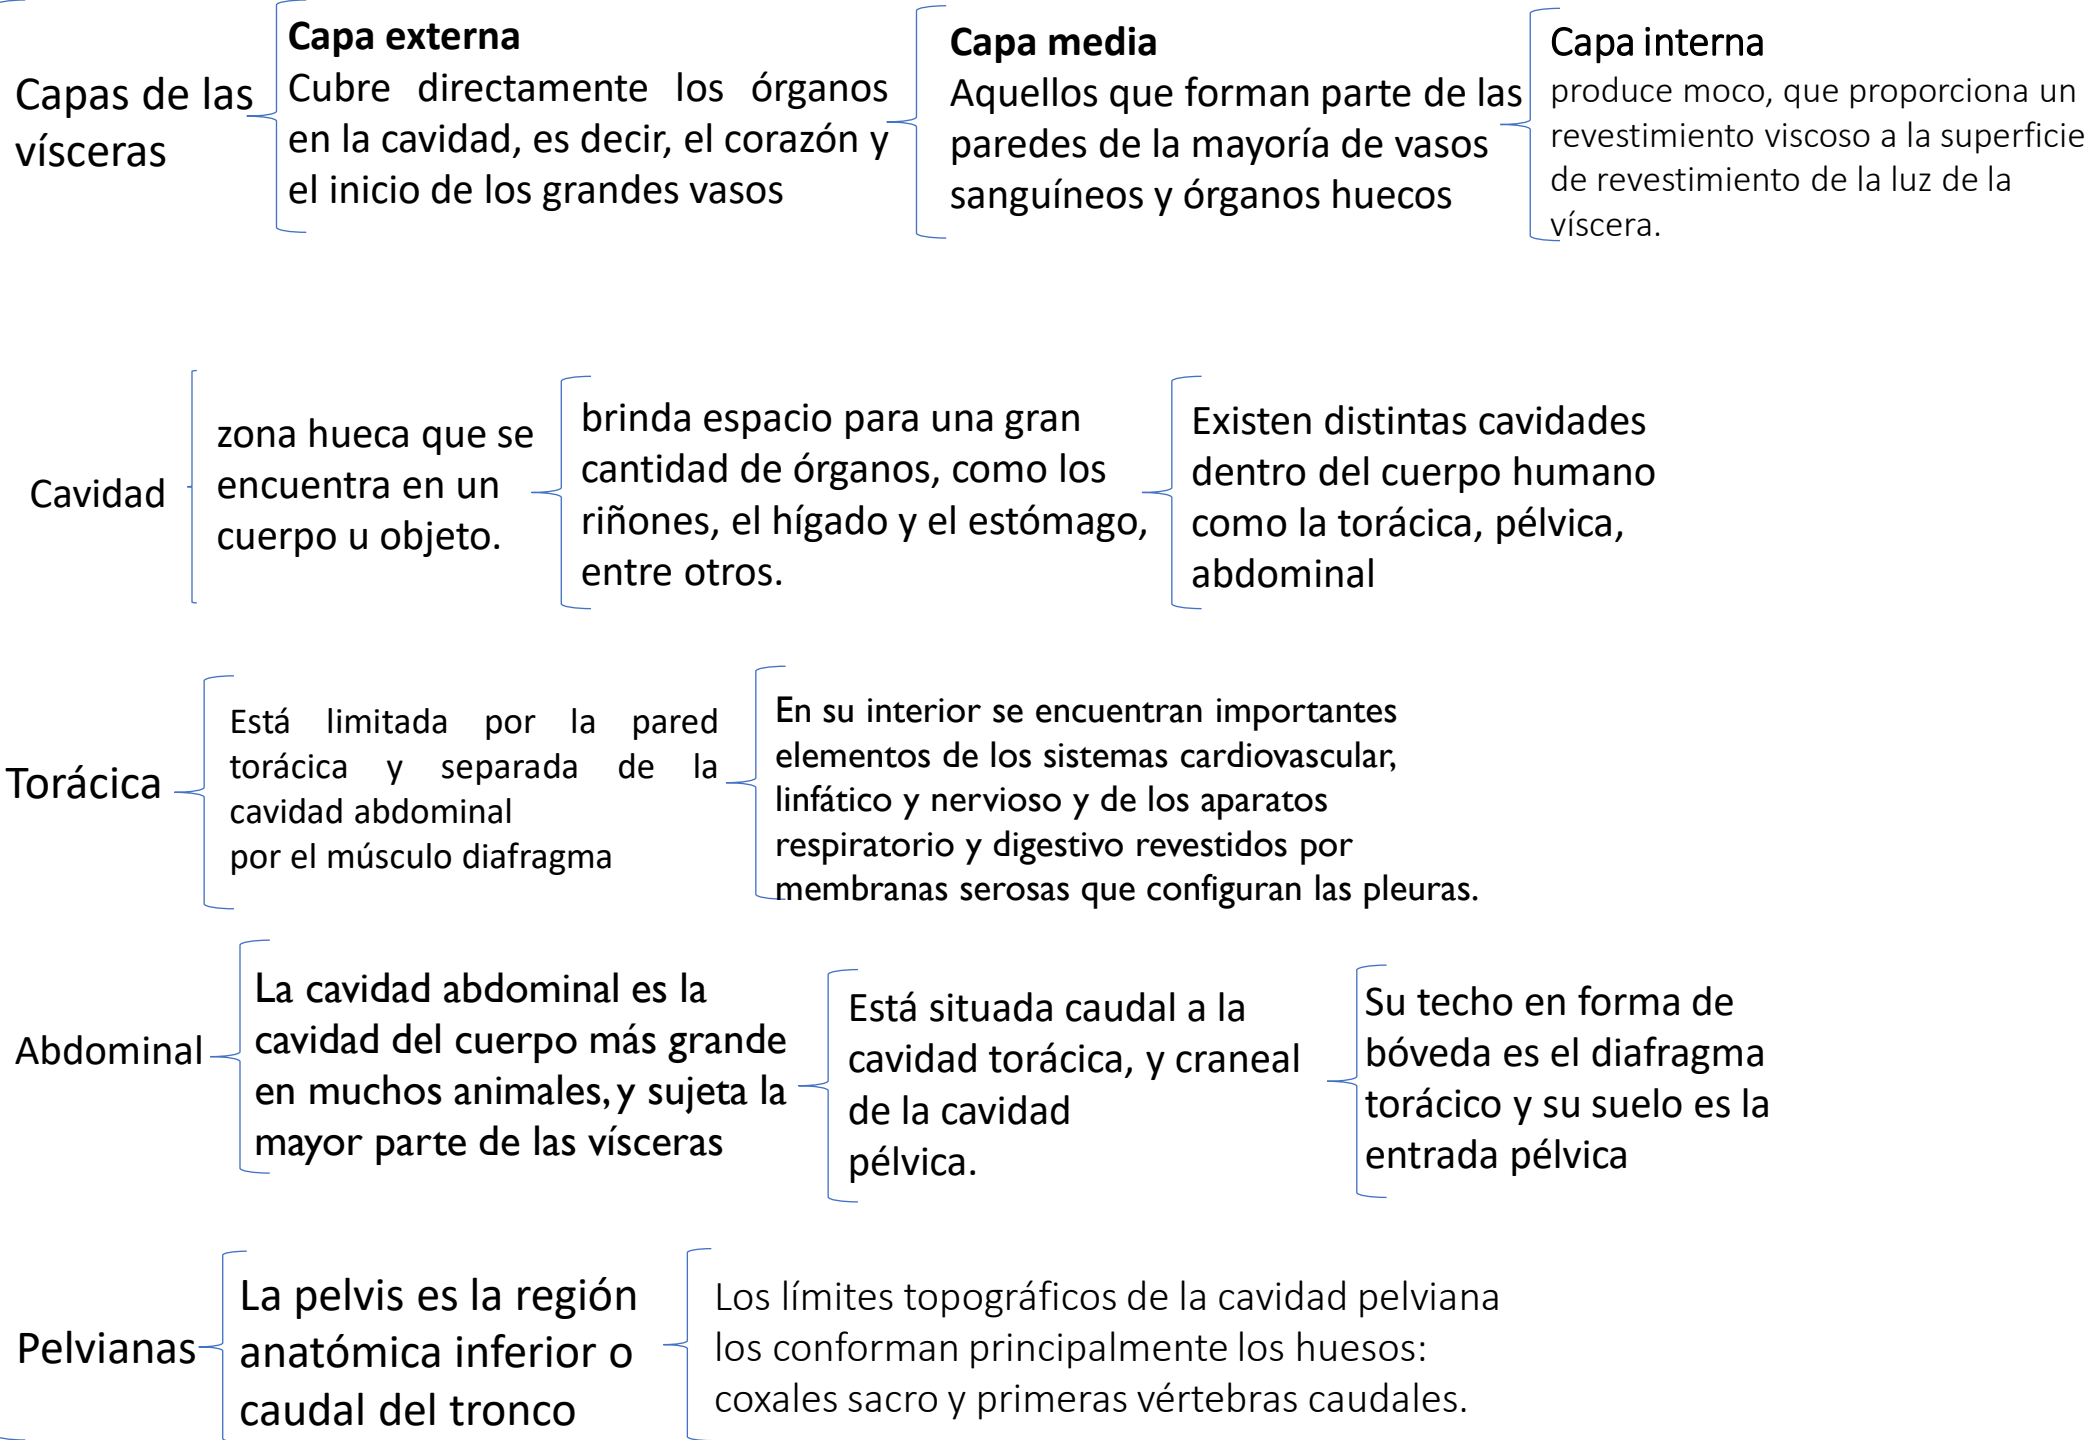 Capas de las
vísceras
Capa externa
Cubre directamente los órganos
en la cavidad, es decir, el corazón y
el inicio de los grandes vasos
Capa media
Aquellos que forman parte de las
paredes de la mayoría de vasos
sanguíneos y órganos huecos
Capa interna
produce moco, que proporciona un
revestimiento viscoso a la superficie
de revestimiento de la luz de la
víscera.
Cavidad
zona hueca que se
encuentra en un
cuerpo u objeto.
brinda espacio para una gran
cantidad de órganos, como los
riñones, el hígado y el estómago,
entre otros.
Existen distintas cavidades
dentro del cuerpo humano
como la torácica, pélvica,
abdominal
Torácica
Está limitada por la pared
torácica y separada de la
cavidad abdominal
por el músculo diafragma
En su interior se encuentran importantes
elementos de los sistemas cardiovascular,
linfático y nervioso y de los aparatos
respiratorio y digestivo revestidos por
membranas serosas que configuran las pleuras.
Abdominal
La cavidad abdominal es la
cavidad del cuerpo más grande
en muchos animales, y sujeta la
mayor parte de las vísceras
Está situada caudal a la
cavidad torácica, y craneal
de la cavidad
pélvica.
Su techo en forma de
bóveda es el diafragma
torácico y su suelo es la
entrada pélvica
Pelvianas
La pelvis es la región
anatómica inferior o
caudal del tronco
Los límites topográficos de la cavidad pelviana
los conforman principalmente los huesos:
coxales sacro y primeras vértebras caudales.